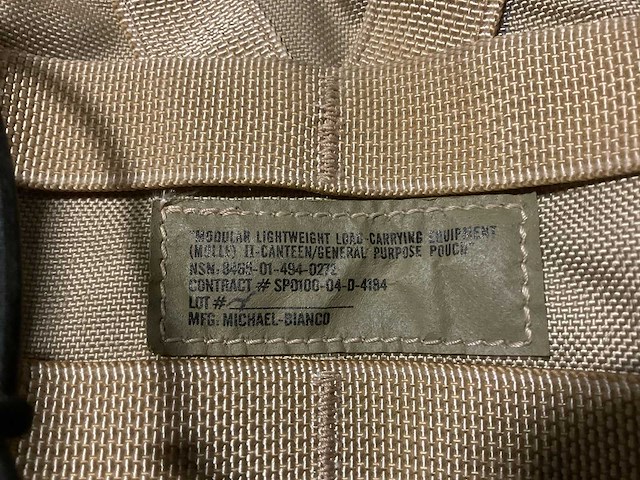 "MODULAR LIGHTWEIGHT LOAD-CARRYING EQUIPMENT
(MOLLE) II-CANTEEN/GENERAL PURPOSE POUCH"
NSN: 8465-01-494-0272
CONTRACT # SPO100-04-D-4184
LOT #
MFG: MICHAEL-BIANCO